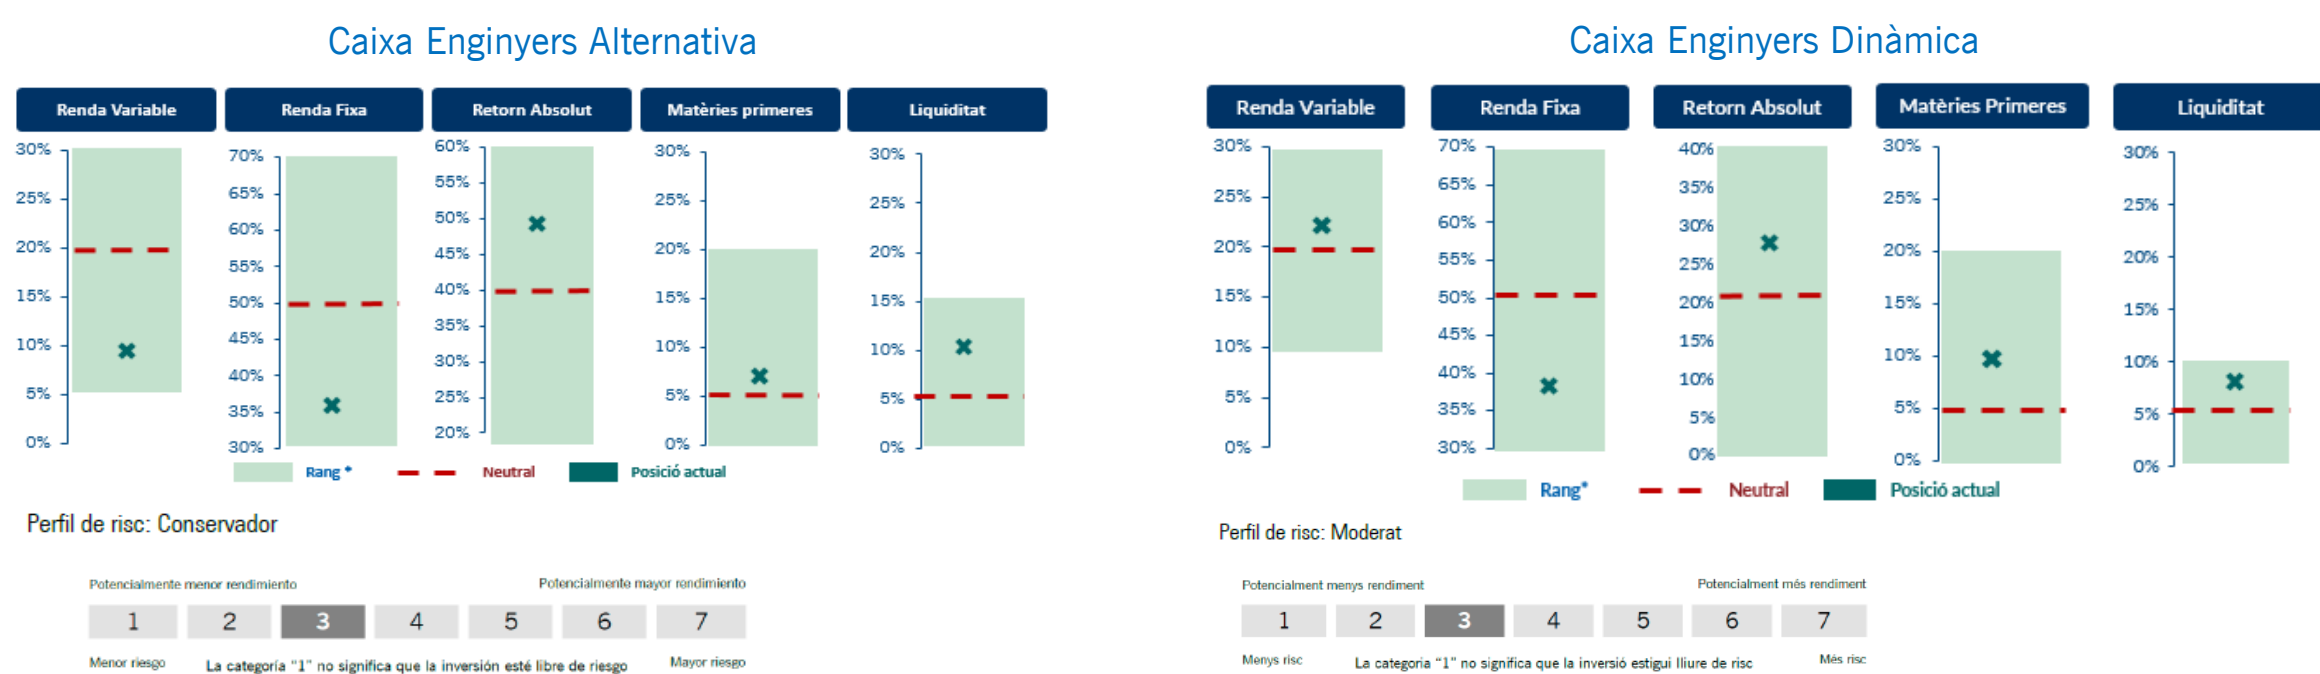 Caixa Enginyers Alternativa
Renda Variable
Renda Fixa
Retorn Absolut
Matèries primeres
Liquiditat
30%
25%
20%
15%
10%
5%
0%
70%
65%
60%
55%
50%
45%
40%
35%
30%
60%
55%
50%
45%
40%
35%
30%
25%
20%
30%
25%
20%
15%
10%
5%
0%
30%
25%
20%
15%
10%
5%
0%
Rang *
Neutral
Posició actual
Perfil de risc: Conservador
Potencialmente menor rendimiento
Potencialmente mayor rendimiento
1 2 3 4 5 6 7
Menor riesgo
La categoría "1" no significa que la inversión esté libre de riesgo
Mayor riesgo
Caixa Enginyers Dinàmica
Renda Variable
Renda Fixa
Retorn Absolut
Matèries Primeres
Liquiditat
30%
25%
20%
15%
10%
5%
0%
70%
65%
60%
55%
50%
45%
40%
35%
30%
40%
35%
30%
25%
20%
15%
10%
5%
0%
30%
25%
20%
15%
10%
5%
0%
30%
25%
20%
15%
10%
5%
0%
Rang*
Neutral
Posició actual
Perfil de risc: Moderat
Potencialment menys rendiment
Potencialment més rendiment
1 2 3 4 5 6 7
Menys risc
La categoria "1" no significa que la inversió estigui lliure de risc
Més risc